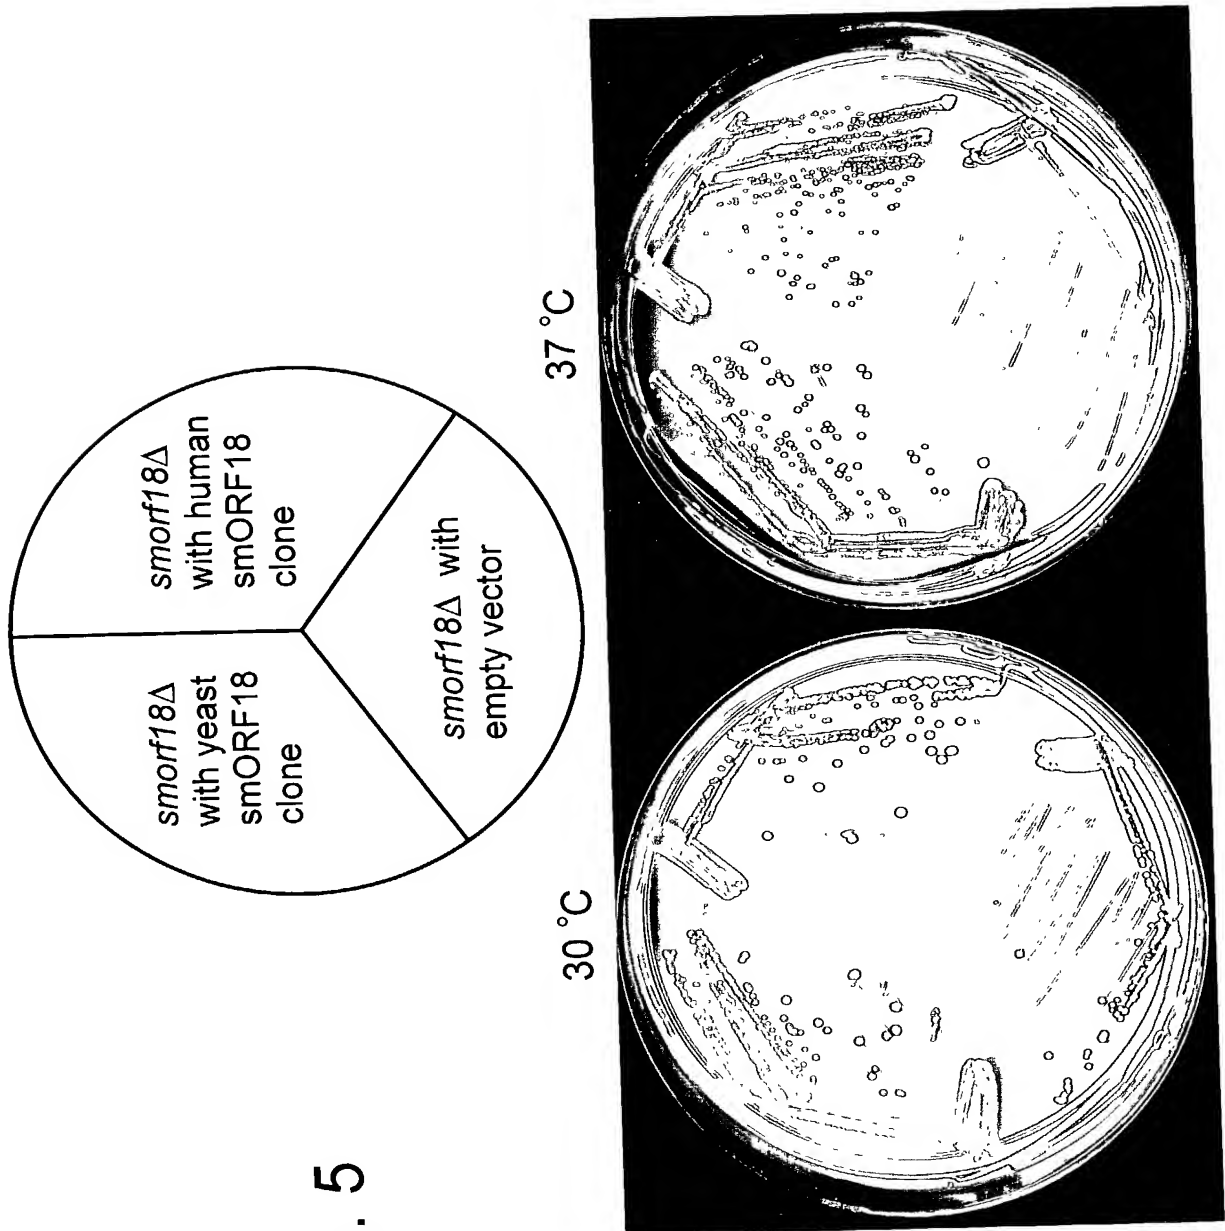 smorf18Δ
with yeast
smORF18
clone
smorf18Δ
with human
smORF18
clone
smorf18Δ with
empty vector
30 °C
37 °C
. 5